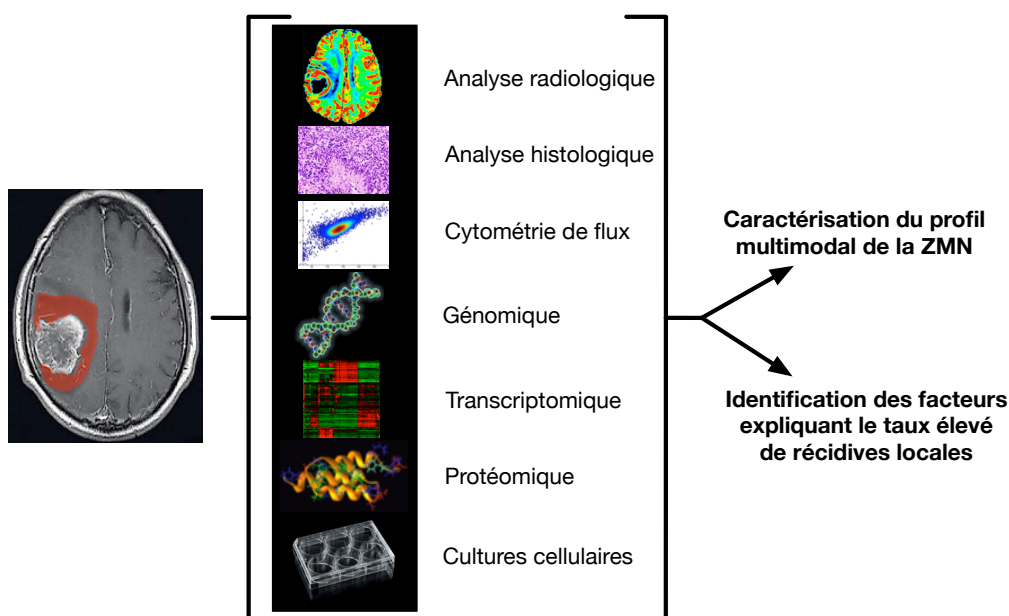 Analyse radiologique
Analyse histologique
Cytométrie de flux
Génomique
Transcriptomique
Protéomique
Cultures cellulaires
Caractérisation du profil
multimodal de la ZMN
Identification des facteurs
expliquant le taux élevé
de récidives locales